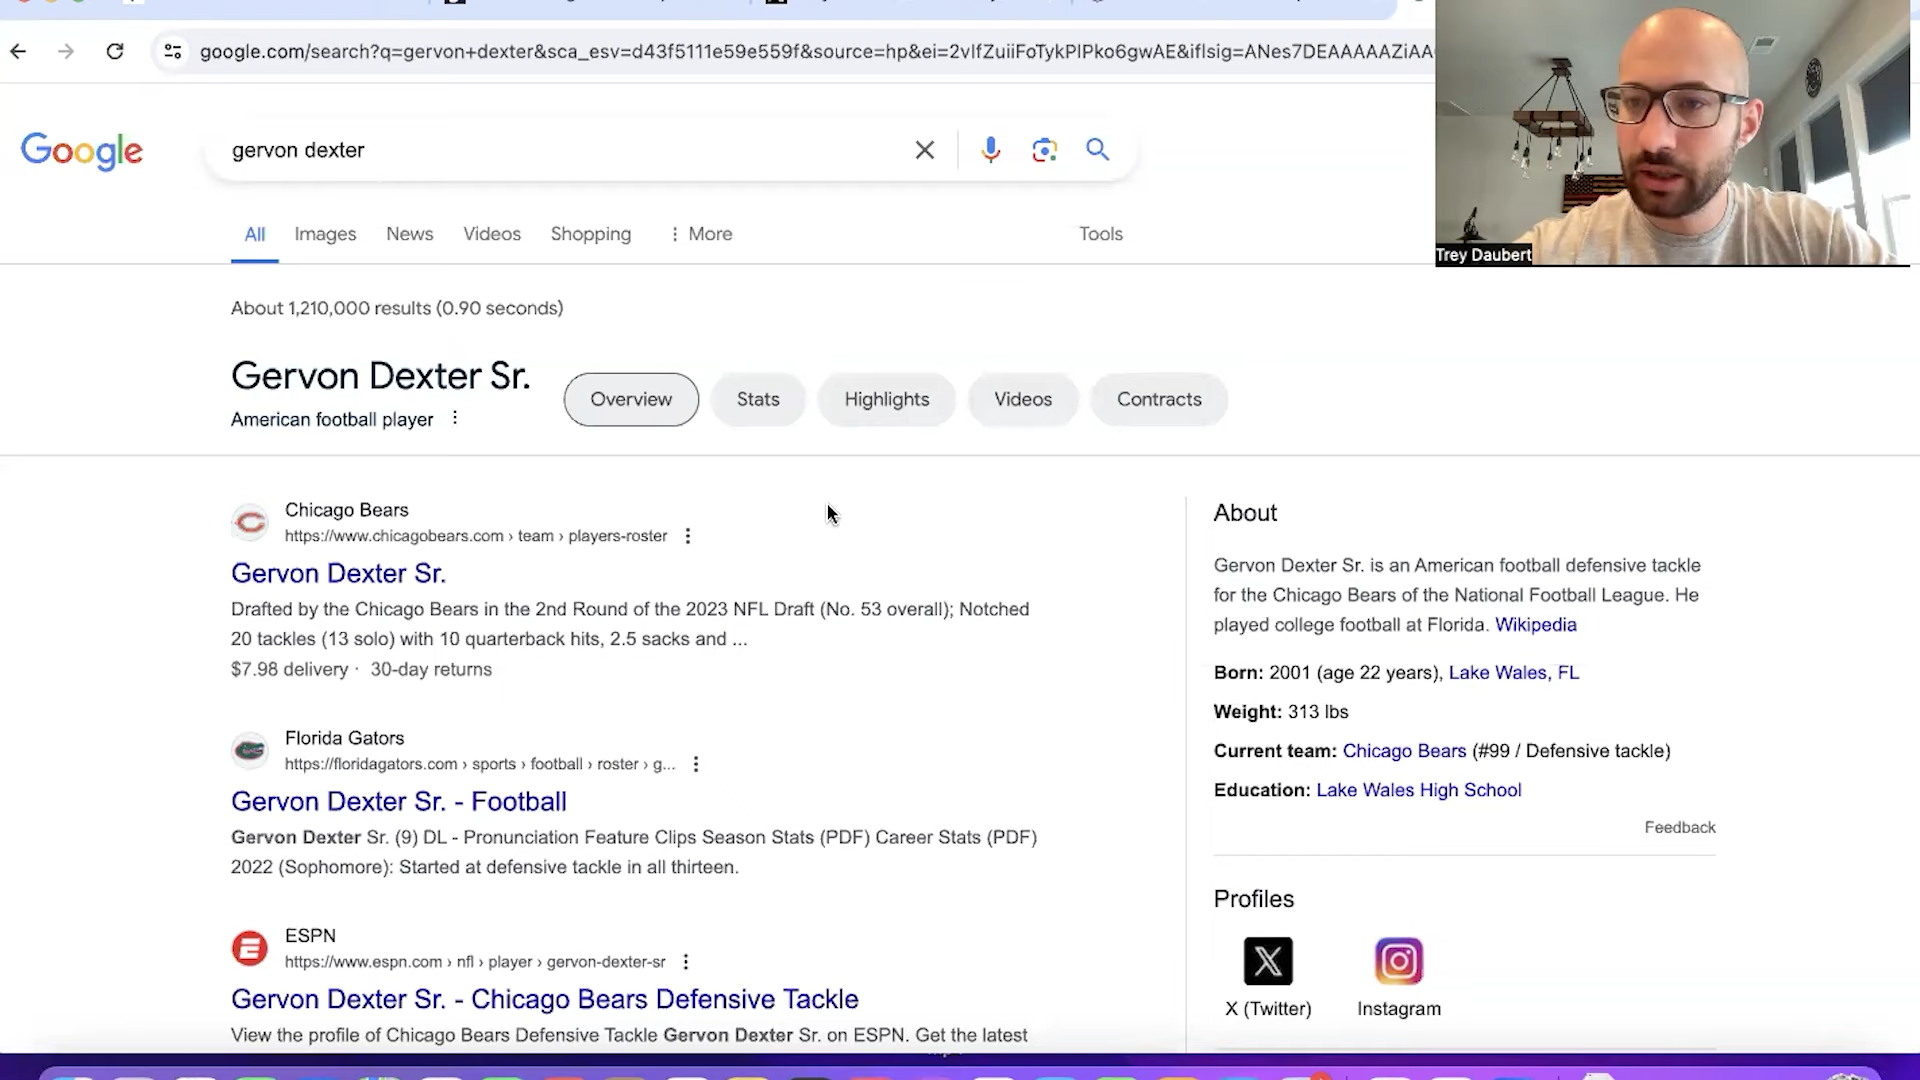 google.com/search?q=gervon+dexter&sca_esv=d43f5111e59e559f&source=hp&ei=2vIfZuiiFoTykPIPko6gwAE&iflsig=ANes7DEAAAAAZiAA
Google
gervon dexter
All
Images
News
Videos
Shopping
More
Tools
Trey Daubert
About 1,210,000 results (0.90 seconds)
Gervon Dexter Sr.
American football player
Overview
Stats
Highlights
Videos
Contracts
Chicago Bears
https://www.chicagobears.com › team › players-roster
Gervon Dexter Sr.
Drafted by the Chicago Bears in the 2nd Round of the 2023 NFL Draft (No. 53 overall); Notched
20 tackles (13 solo) with 10 quarterback hits, 2.5 sacks and ...
$7.98 delivery · 30-day returns
Florida Gators
https://floridagators.com › sports › football › roster › g...
Gervon Dexter Sr. - Football
Gervon Dexter Sr. (9) DL - Pronunciation Feature Clips Season Stats (PDF) Career Stats (PDF)
2022 (Sophomore): Started at defensive tackle in all thirteen.
ESPN
https://www.espn.com › nfl › player › gervon-dexter-sr
Gervon Dexter Sr. - Chicago Bears Defensive Tackle
View the profile of Chicago Bears Defensive Tackle Gervon Dexter Sr. on ESPN. Get the latest
About
Gervon Dexter Sr. is an American football defensive tackle
for the Chicago Bears of the National Football League. He
played college football at Florida. Wikipedia
Born: 2001 (age 22 years), Lake Wales, FL
Weight: 313 lbs
Current team: Chicago Bears (#99 / Defensive tackle)
Education: Lake Wales High School
Feedback
Profiles
X (Twitter)
Instagram